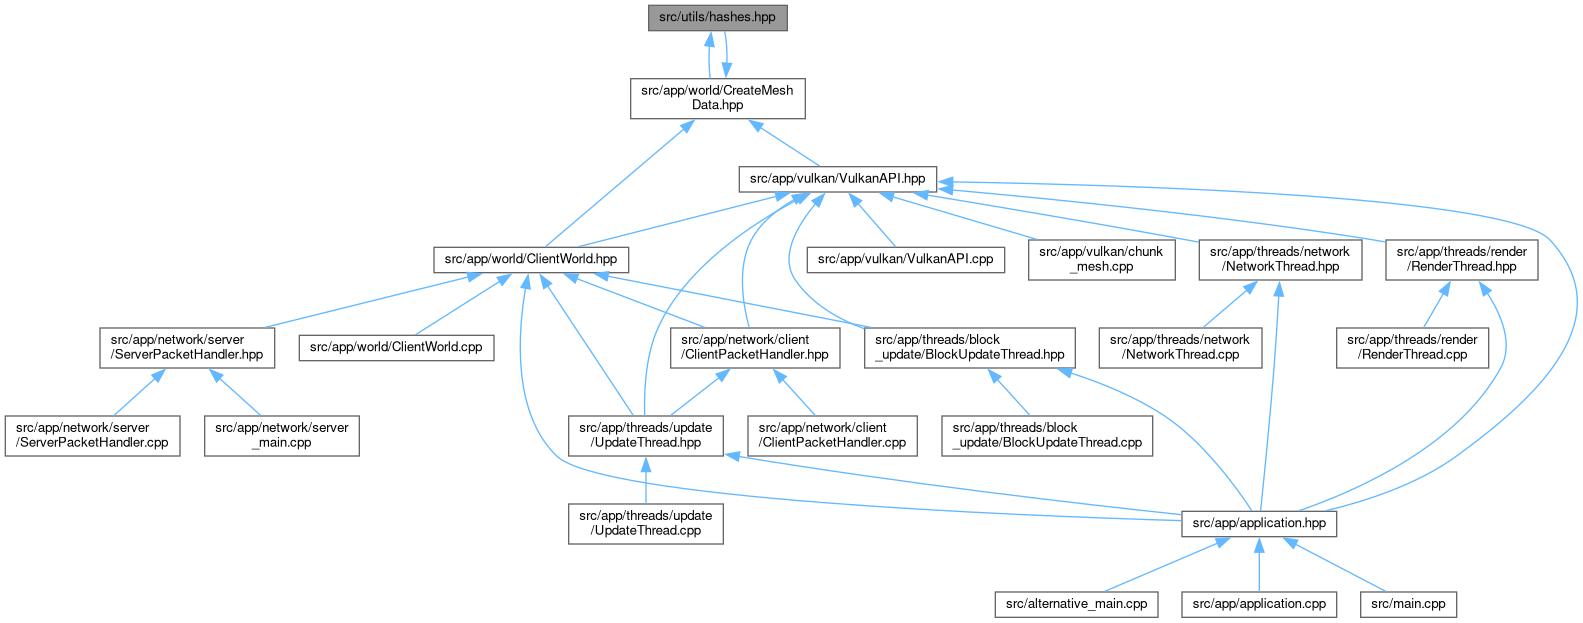 src/utils/hashes.hpp
src/app/world/CreateMesh
Data.hpp
src/app/vulkan/VulkanAPI.hpp
src/app/world/ClientWorld.hpp
src/app/vulkan/VulkanAPI.cpp
src/app/vulkan/chunk
_mesh.cpp
src/app/threads/network
/NetworkThread.hpp
src/app/threads/render
/RenderThread.hpp
src/app/network/server
/ServerPacketHandler.hpp
src/app/world/ClientWorld.cpp
src/app/network/client
/ClientPacketHandler.hpp
src/app/threads/block
_update/BlockUpdateThread.hpp
src/app/threads/network
/NetworkThread.cpp
src/app/threads/render
/RenderThread.cpp
src/app/network/server
/ServerPacketHandler.cpp
src/app/network/server
_main.cpp
src/app/threads/update
/UpdateThread.hpp
src/app/network/client
/ClientPacketHandler.cpp
src/app/threads/block
_update/BlockUpdateThread.cpp
src/app/threads/update
/UpdateThread.cpp
src/app/application.hpp
src/alternative_main.cpp
src/app/application.cpp
src/main.cpp